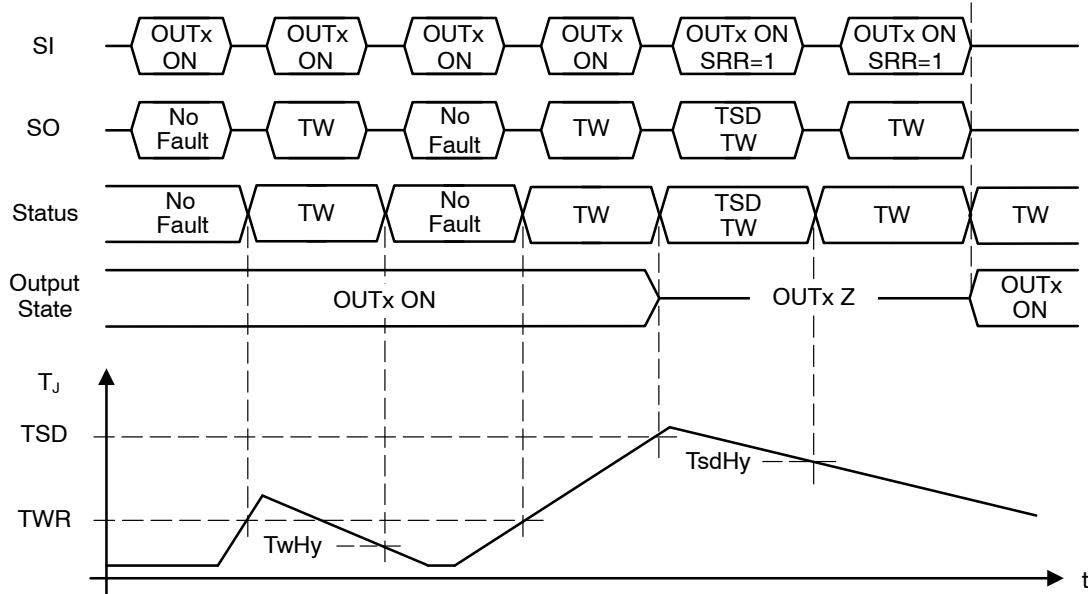 SI
OUTx
ON
OUTx
ON
OUTx
ON
OUTx
ON
OUTx ON
SRR=1
OUTx ON
SRR=1
SO
No
Fault
TW
No
Fault
TW
TSD
TW
TW
Status
No
Fault
TW
No
Fault
TW
TSD
TW
TW
TW
Output
State
OUTx ON
OUTx Z
OUTx
ON
TJ
TSD
TsdHy
TWR
TwHy
t